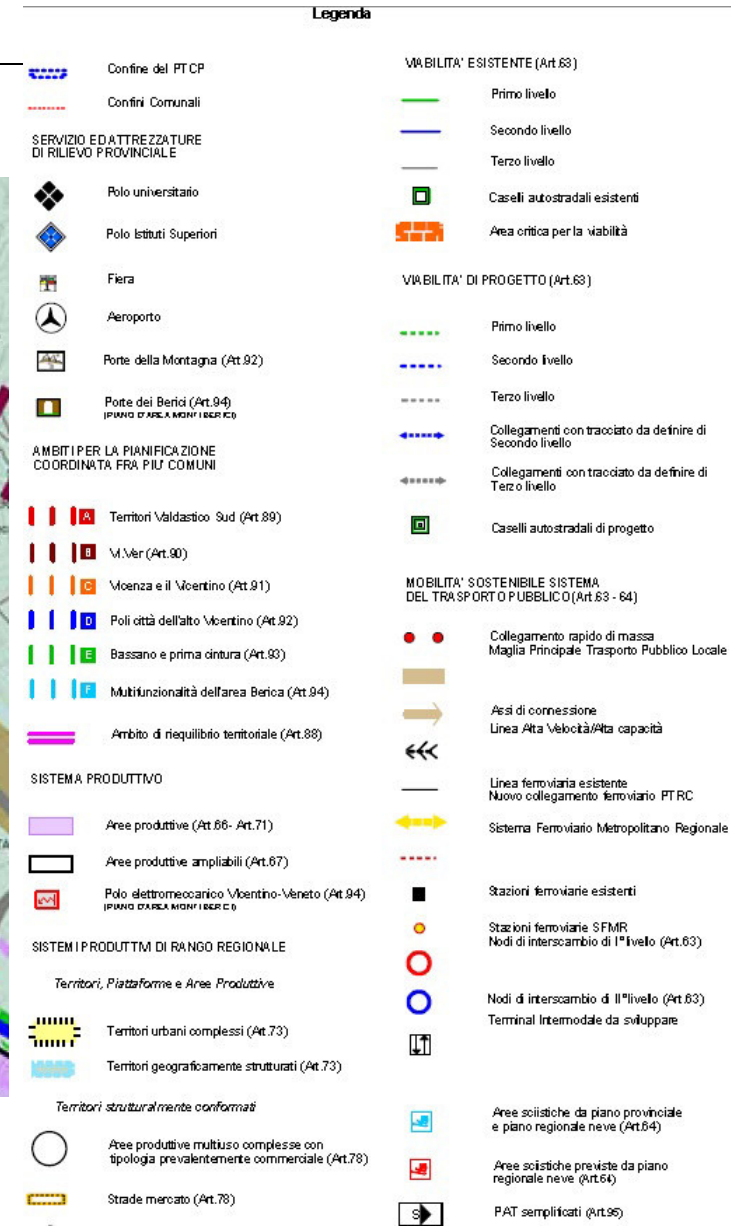 Legenda
Confine del PTCP
Confini Comunali
SERVIZIO ED ATTREZZATURE
DI RILIEVO PROVINCIALE
Polo universitario
Polo Istituti Superiori
Fiera
Aeroporto
Porte della Montagna (Art.92)
Porte dei Berici (Art.94)
(PIANO D'AREA MONTI BERICI)
AMBITI PER LA PIANIFICAZIONE
COORDINATA FRA PIU' COMUNI
A Territori Valdastico Sud (Art.89)
B VI.Ver (Art.90)
C Vicenza e il Vicentino (Art.91)
D Poli città dell'alto Vicentino (Art.92)
E Bassano e prima cintura (Art.93)
F Multifunzionalità dell'area Berica (Art.94)
Ambito di riequilibrio territoriale (Art.88)
SISTEMA PRODUTTIVO
Aree produttive (Art.66- Art.71)
Aree produttive ampliabili (Art.67)
Polo elettromeccanico Vicentino-Veneto (Art.94)
(PIANO D'AREA MONTI BERICI)
SISTEMI PRODUTTIVI DI RANGO REGIONALE
Territori, Piattaforme e Aree Produttive
Territori urbani complessi (Art.73)
Territori geograficamente strutturati (Art.73)
Territori strutturalmente conformati
Aree produttive multiuso complesse con
tipologia prevalentemente commerciale (Art.78)
Strade mercato (Art.78)
VIABILITA' ESISTENTE (Art.63)
Primo livello
Secondo livello
Terzo livello
Caselli autostradali esistenti
Area critica per la viabilità
VIABILITA' DI PROGETTO (Art.63)
Primo livello
Secondo livello
Terzo livello
Collegamenti con tracciato da definire di
Secondo livello
Collegamenti con tracciato da definire di
Terzo livello
Caselli autostradali di progetto
MOBILITA' SOSTENIBILE SISTEMA
DEL TRASPORTO PUBBLICO (Art.63 - 64)
Collegamento rapido di massa
Maglia Principale Trasporto Pubblico Locale
Assi di connessione
Linea Alta Velocità/Alta capacità
Linea ferroviaria esistente
Nuovo collegamento ferroviario PTRC
Sistema Ferroviario Metropolitano Regionale
Stazioni ferroviarie esistenti
Stazioni ferroviarie SFMR
Nodi di interscambio di I°livello (Art.63)
Nodi di interscambio di II°livello (Art.63)
Terminal Intermodale da sviluppare
Aree sciistiche da piano provinciale
e piano regionale neve (Art.64)
Aree sciistiche previste da piano
regionale neve (Art.64)
S PAT semplificati (Art.95)